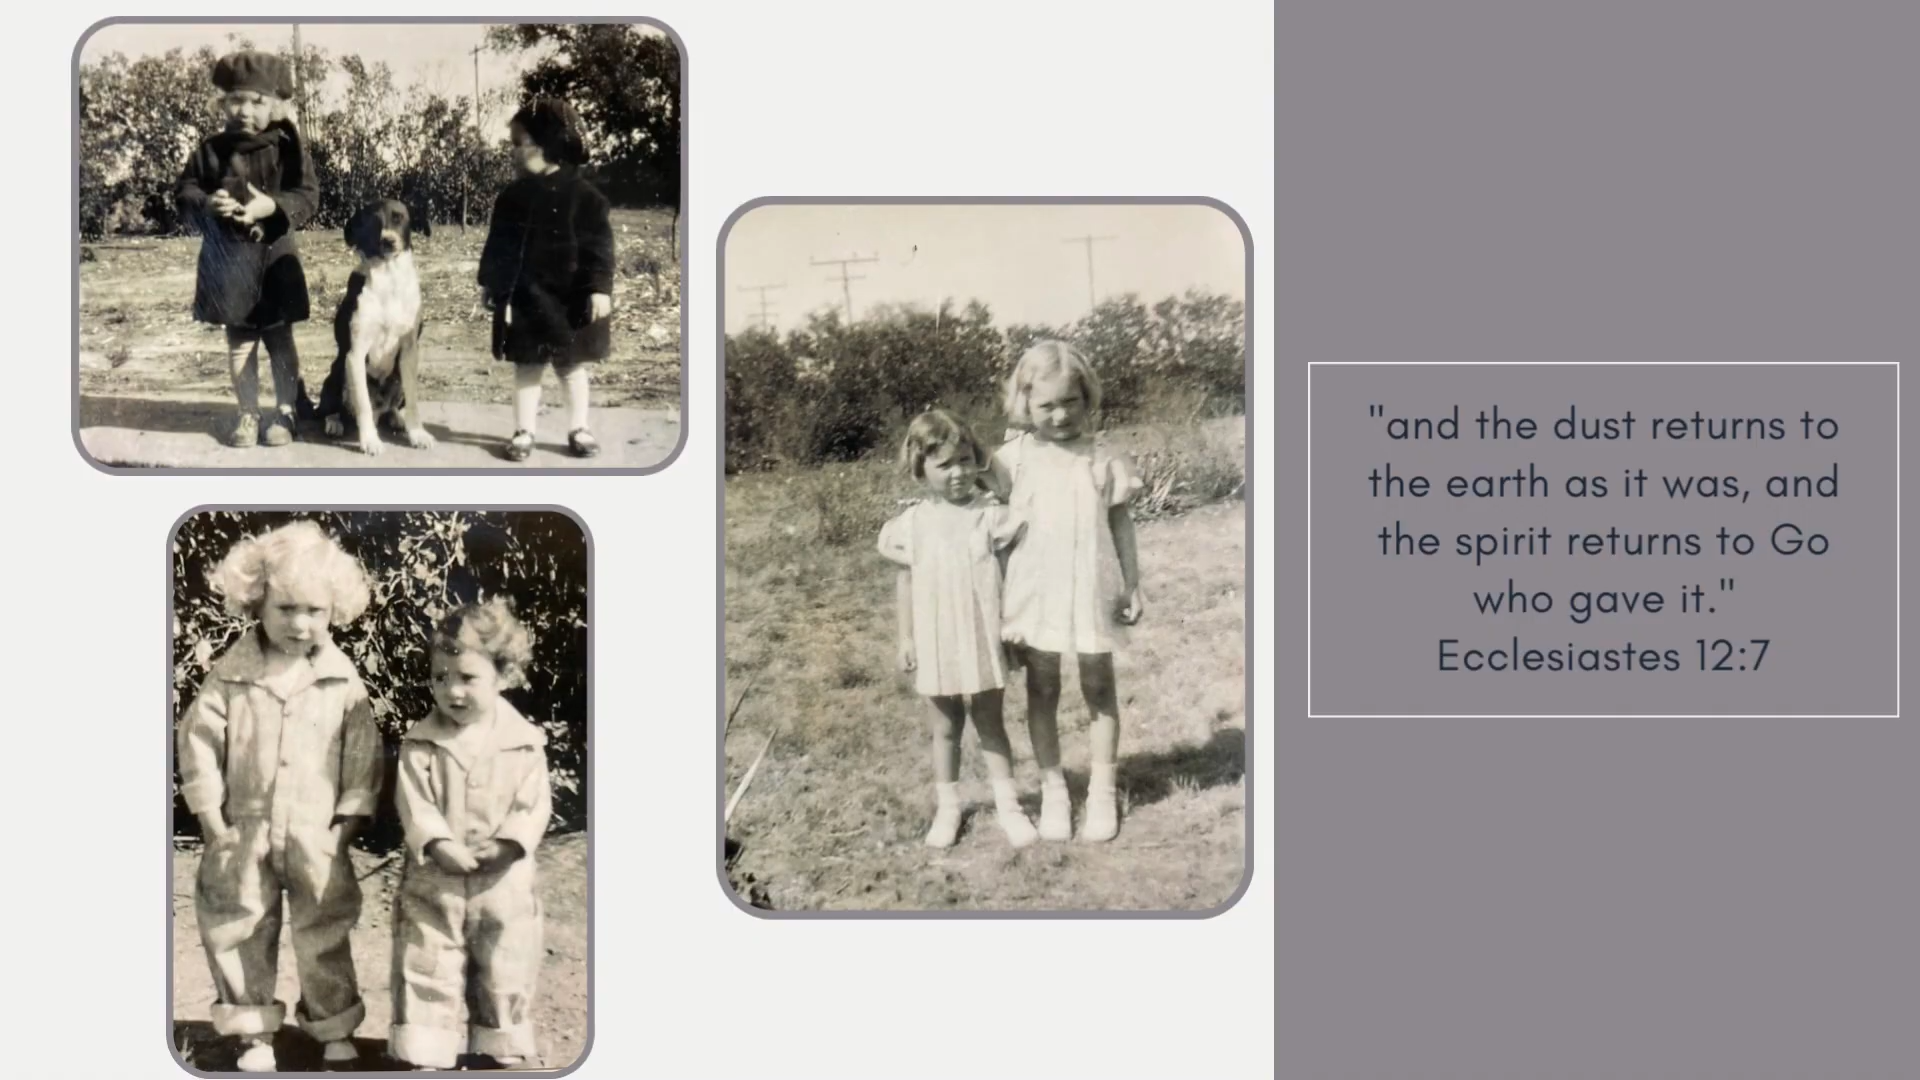 "and the dust returns to
the earth as it was, and
the spirit returns to Go
who gave it."
Ecclesiastes 12:7